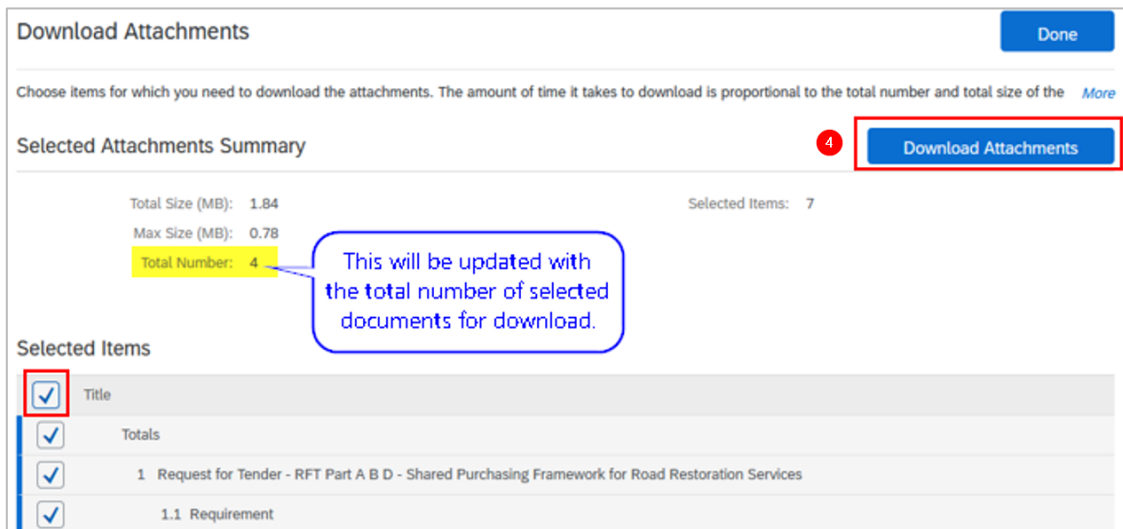 Download Attachments
Done
Choose items for which you need to download the attachments. The amount of time it takes to download is proportional to the total number and total size of the More
Selected Attachments Summary
4
Download Attachments
Total Size (MB): 1.84
Selected Items: 7
Max Size (MB): 0.78
Total Number: 4
This will be updated with
the total number of selected
documents for download.
Selected Items
Title
Totals
1 Request for Tender - RFT Part A B D - Shared Purchasing Framework for Road Restoration Services
1.1 Requirement